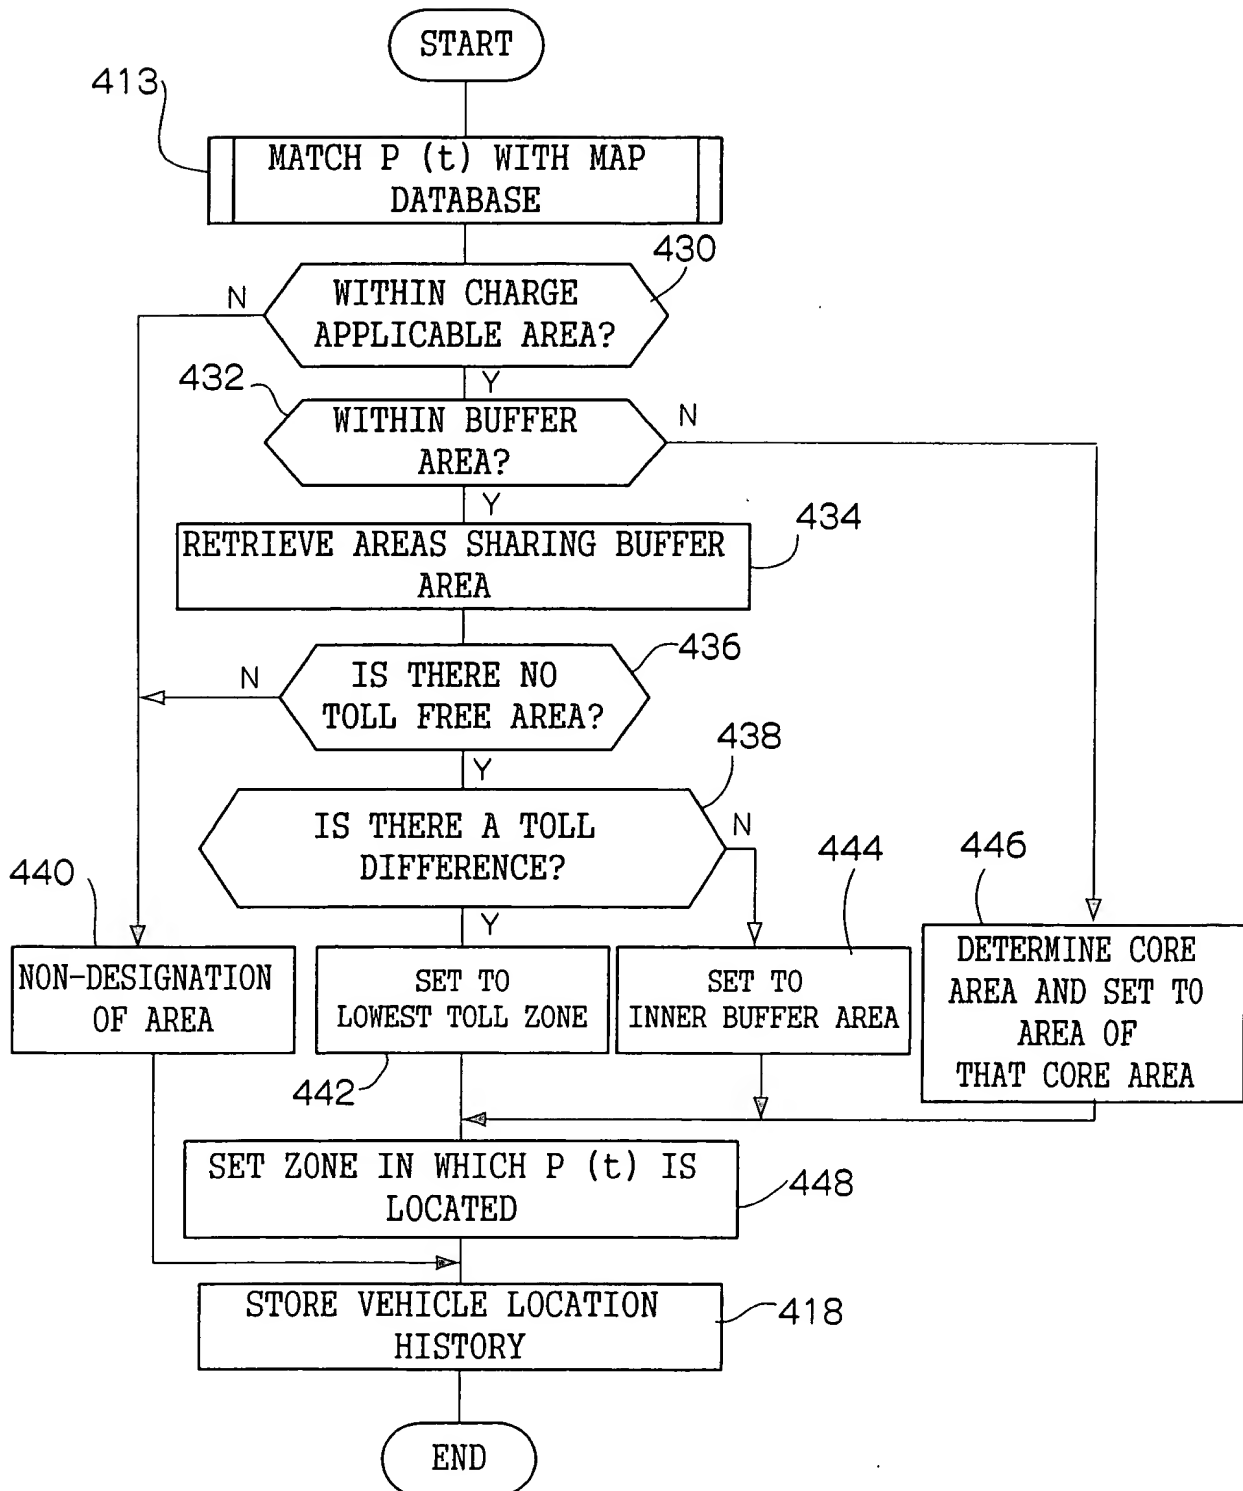 START
413
MATCH P (t) WITH MAP
DATABASE
430
N
WITHIN CHARGE
APPLICABLE AREA?
Y
432
WITHIN BUFFER
AREA?
N
Y
434
RETRIEVE AREAS SHARING BUFFER
AREA
436
N
IS THERE NO
TOLL FREE AREA?
Y
438
IS THERE A TOLL
DIFFERENCE?
N
Y
440
444
446
NON-DESIGNATION
OF AREA
SET TO
LOWEST TOLL ZONE
442
SET TO
INNER BUFFER AREA
DETERMINE CORE
AREA AND SET TO
AREA OF
THAT CORE AREA
SET ZONE IN WHICH P (t) IS
LOCATED
448
STORE VEHICLE LOCATION
HISTORY
418
END